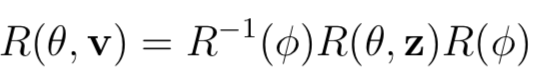 R(θ, v) = R⁻¹(ϕ)R(θ, z)R(ϕ)